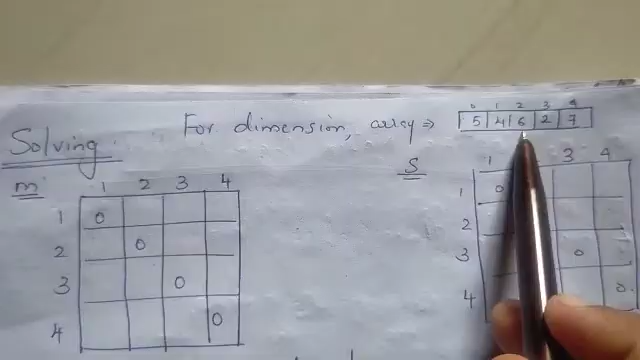 0 1 2 3 4
For dimension, array ⇒ 5 4 6 2 7
Solving
m
S
1 2 3 4
1 0
2 0
3 0
4 0
1 3 4
1 0
2
3 0
4 0